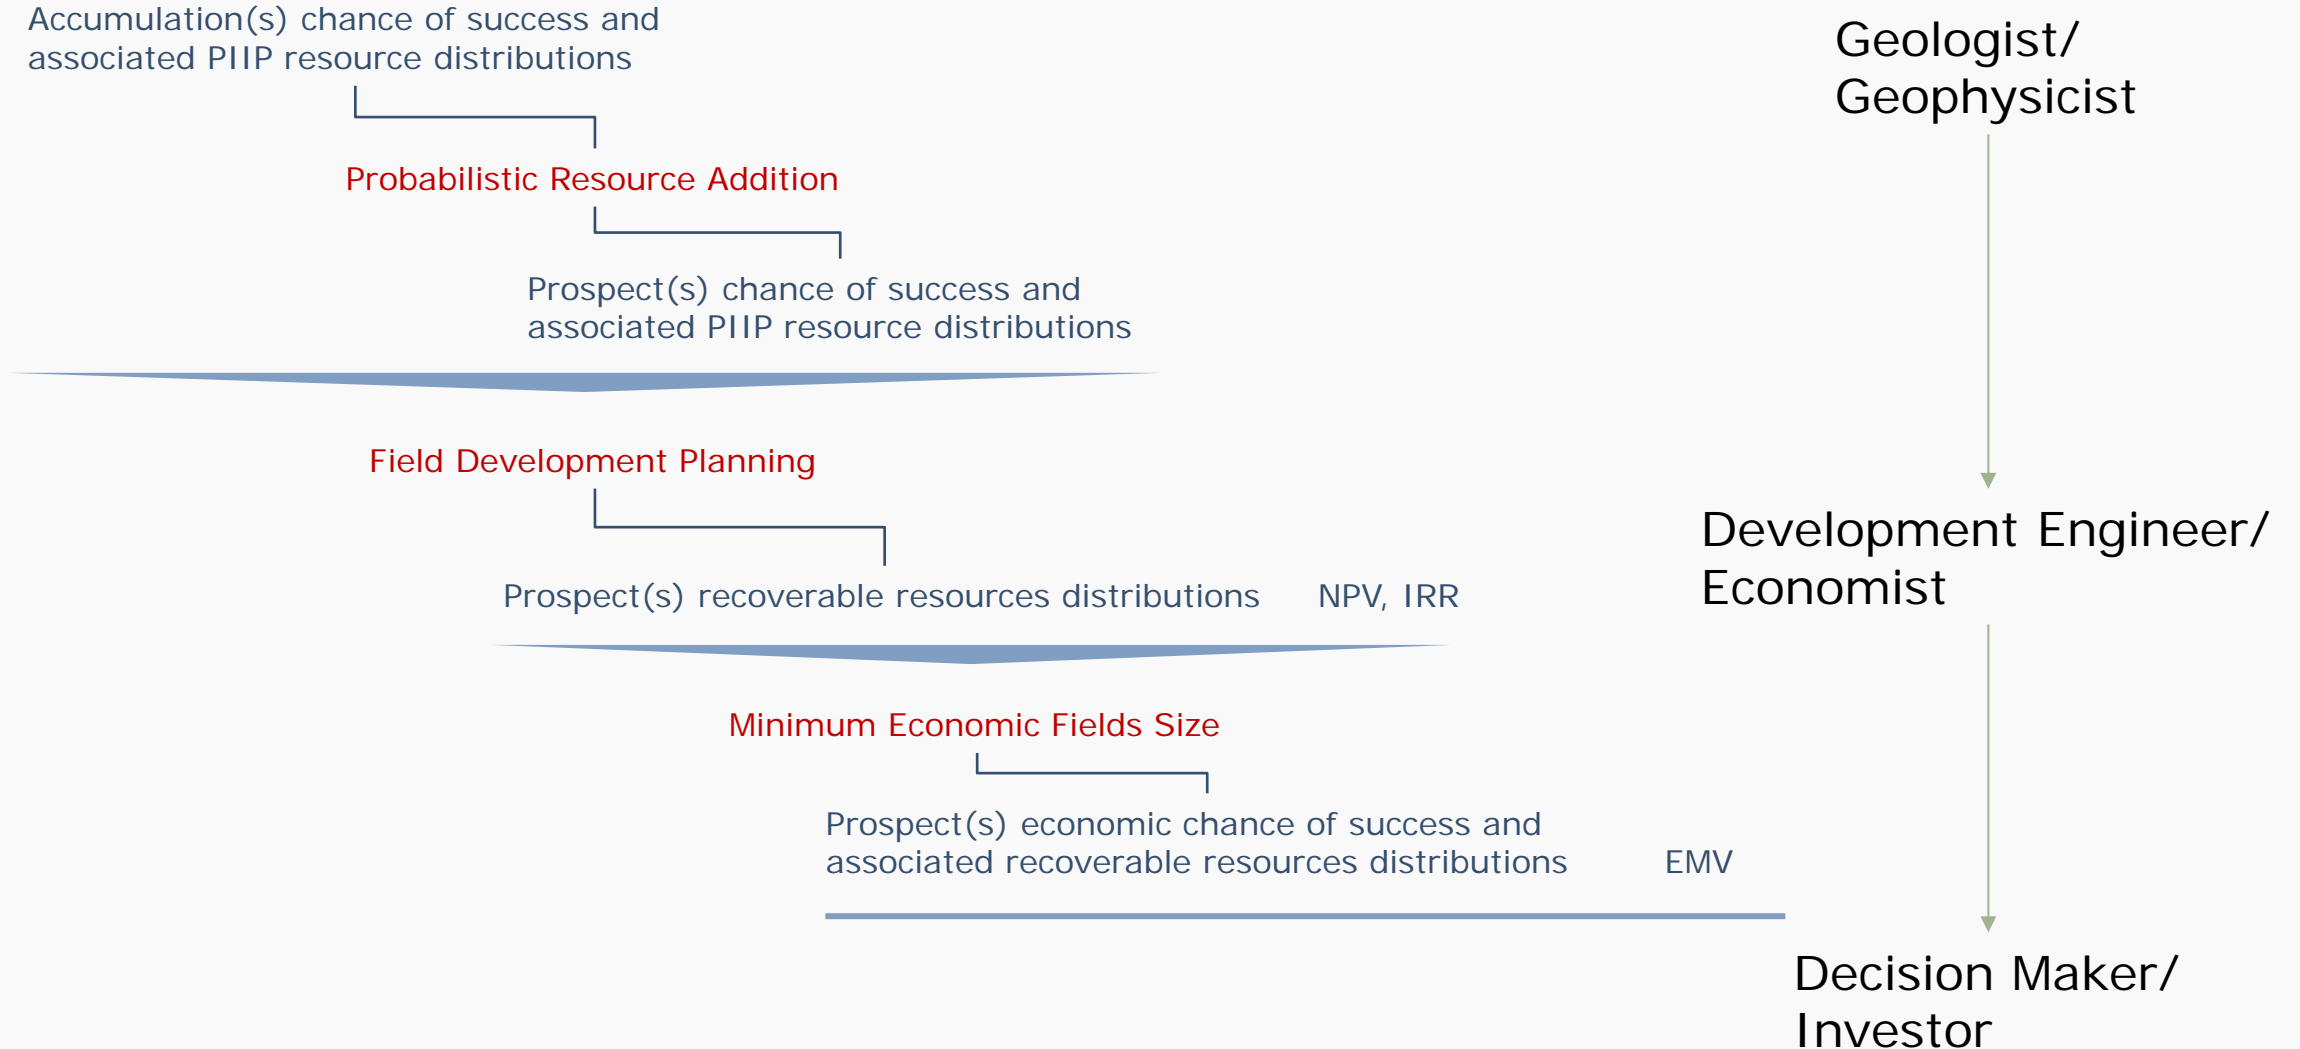 Accumulation(s) chance of success and
associated PIIP resource distributions
Geologist/
Geophysicist
Probabilistic Resource Addition
Prospect(s) chance of success and
associated PIIP resource distributions
Field Development Planning
Development Engineer/
Economist
Prospect(s) recoverable resources distributions NPV, IRR
Minimum Economic Fields Size
Prospect(s) economic chance of success and
associated recoverable resources distributions EMV
Decision Maker/
Investor